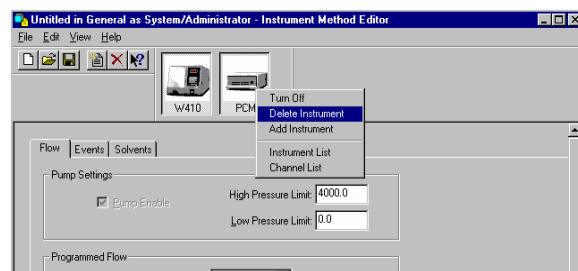 Untitled in General as System/Administrator - Instrument Method Editor
File Edit View Help
W410
PCM
Turn Off
Delete Instrument
Add Instrument
Instrument List
Channel List
Flow Events Solvents
Pump Settings
Pump Enable
High Pressure Limit: 4000.0
Low Pressure Limit: 0.0
Programmed Flow